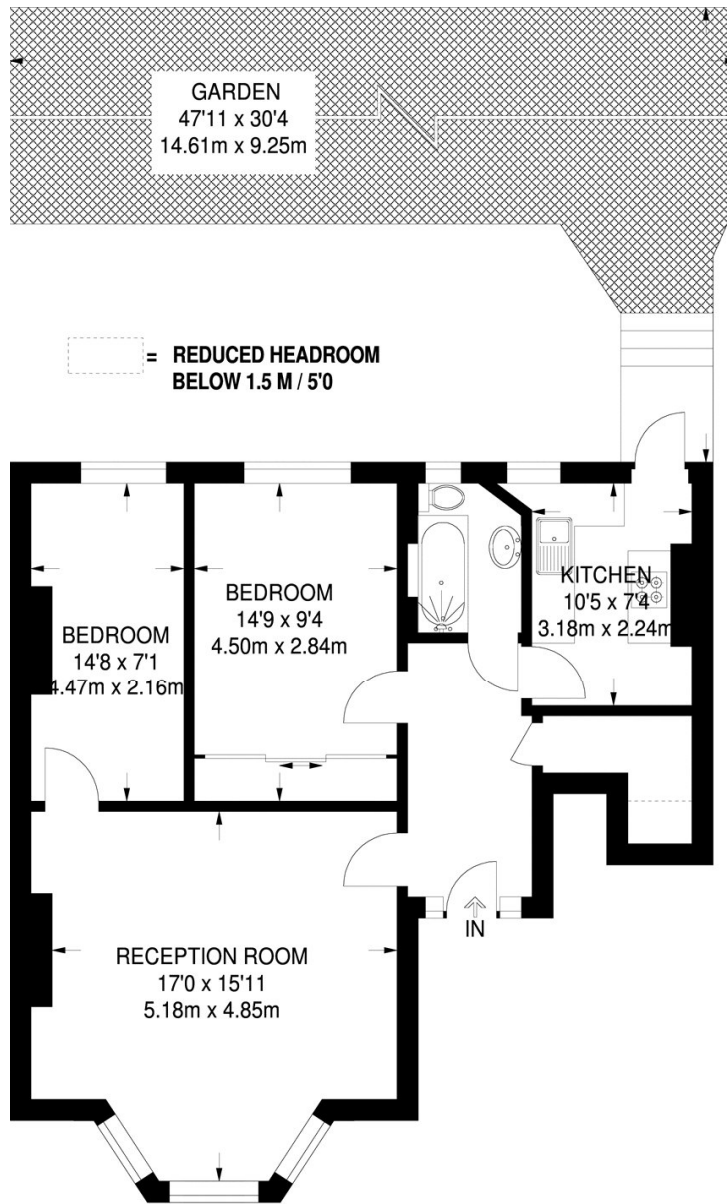 GARDEN
47'11 x 30'4
14.61m x 9.25m
= REDUCED HEADROOM
BELOW 1.5 M / 5'0
BEDROOM
14'8 x 7'1
4.47m x 2.16m
BEDROOM
14'9 x 9'4
4.50m x 2.84m
KITCHEN
10'5 x 7'4
3.18m x 2.24m
IN
RECEPTION ROOM
17'0 x 15'11
5.18m x 4.85m